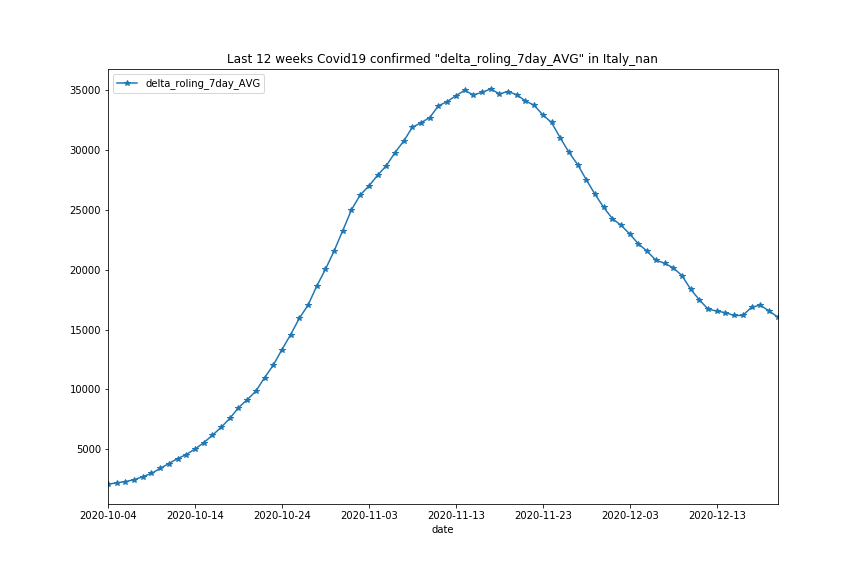 Last 12 weeks Covid19 confirmed "delta_roling_7day_AVG" in Italy_nan
delta_roling_7day_AVG
35000
30000
25000
20000
15000
10000
5000
2020-10-04 2020-10-14 2020-10-24 2020-11-03 2020-11-13 2020-11-23 2020-12-03 2020-12-13
date